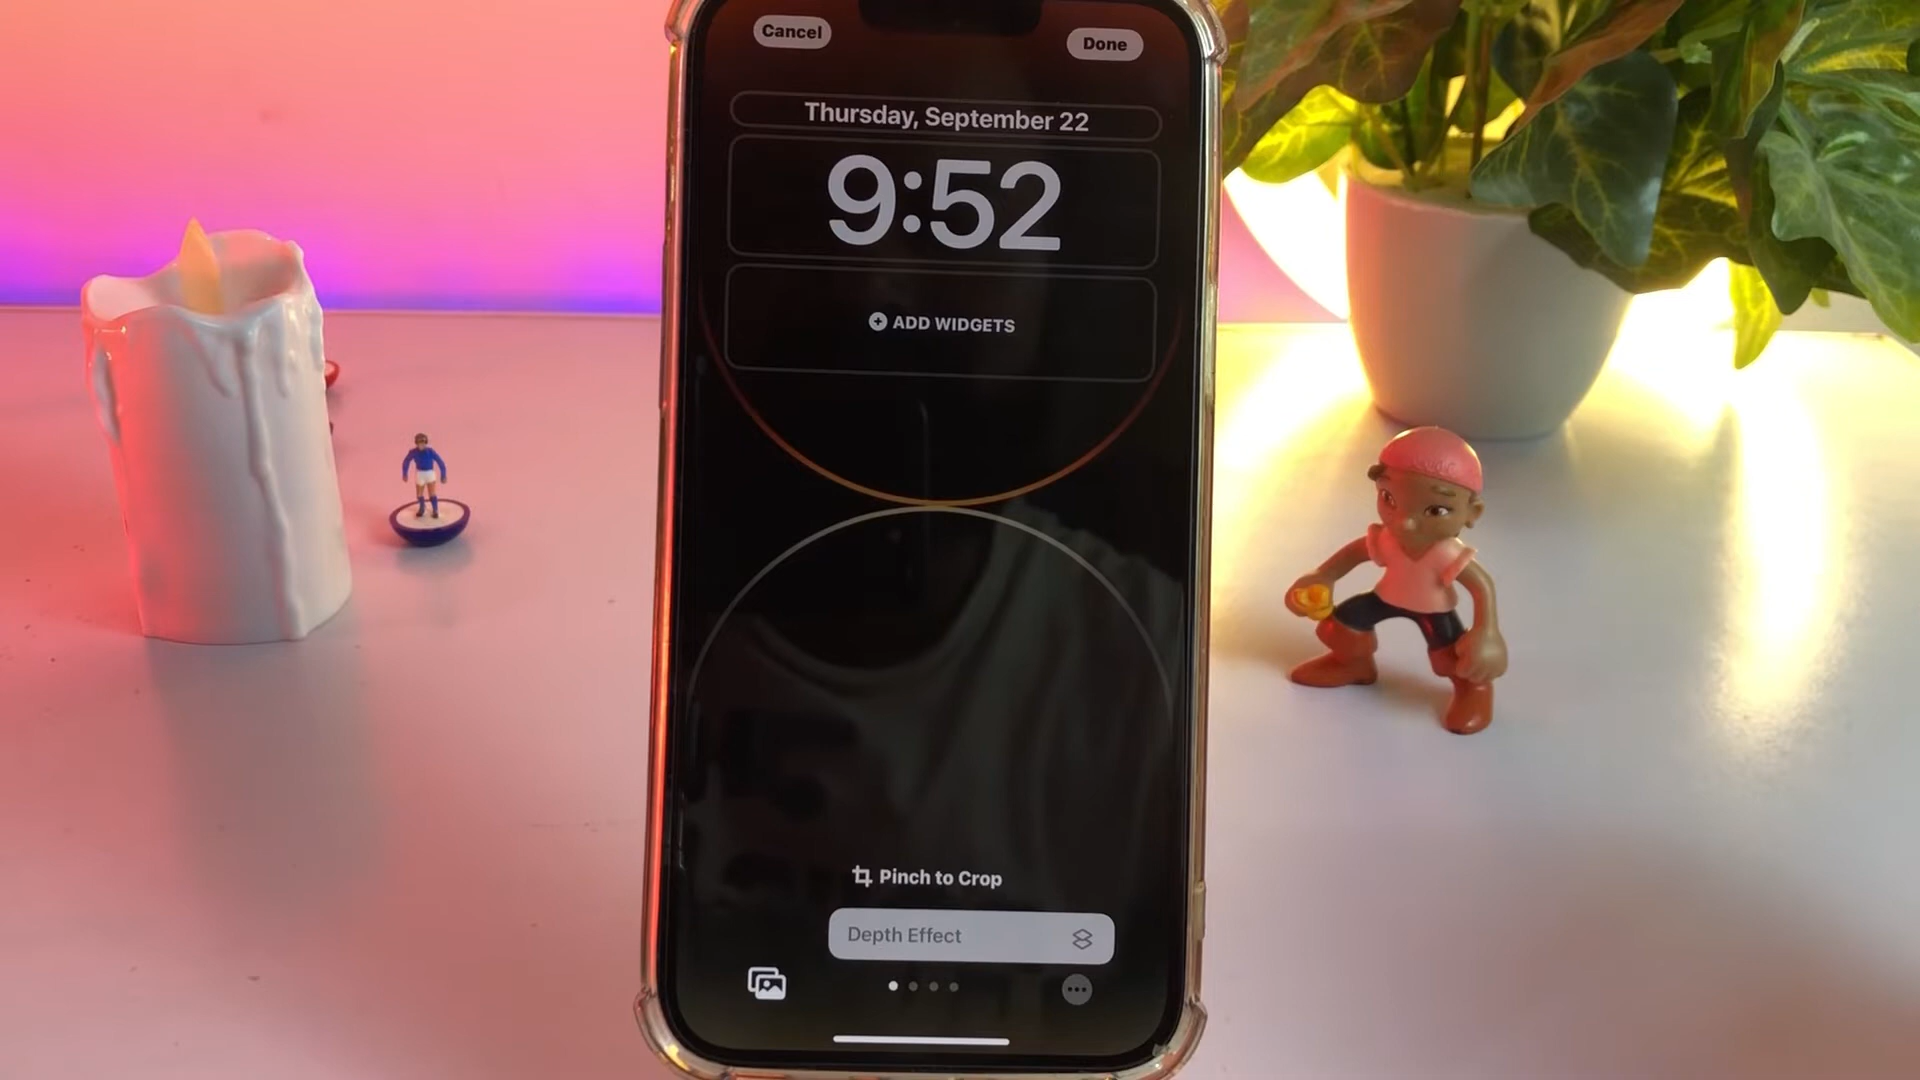 Cancel
Done
Thursday, September 22
9:52
ADD WIDGETS
Pinch to Crop
Depth Effect